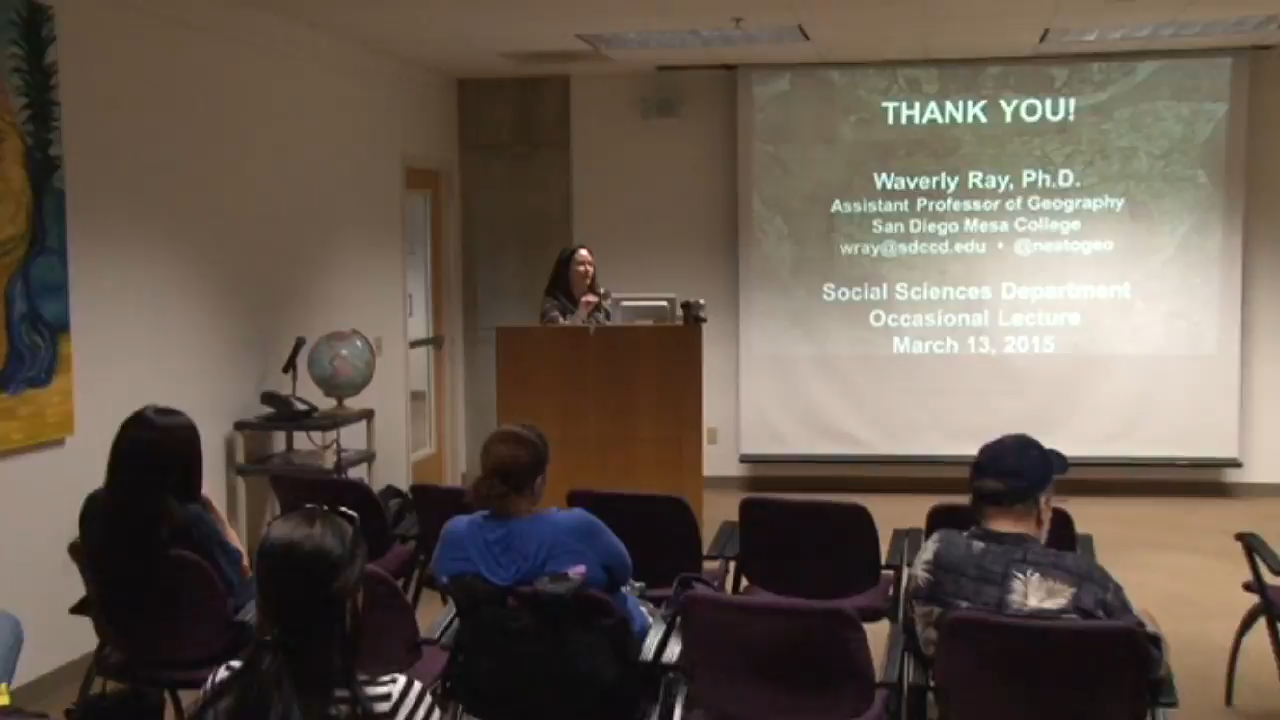 THANK YOU!
Waverly Ray, Ph.D.
Assistant Professor of Geography
San Diego Mesa College
wray@sdccd.edu • @neatogeo
Social Sciences Department
Occasional Lecture
March 13, 2015